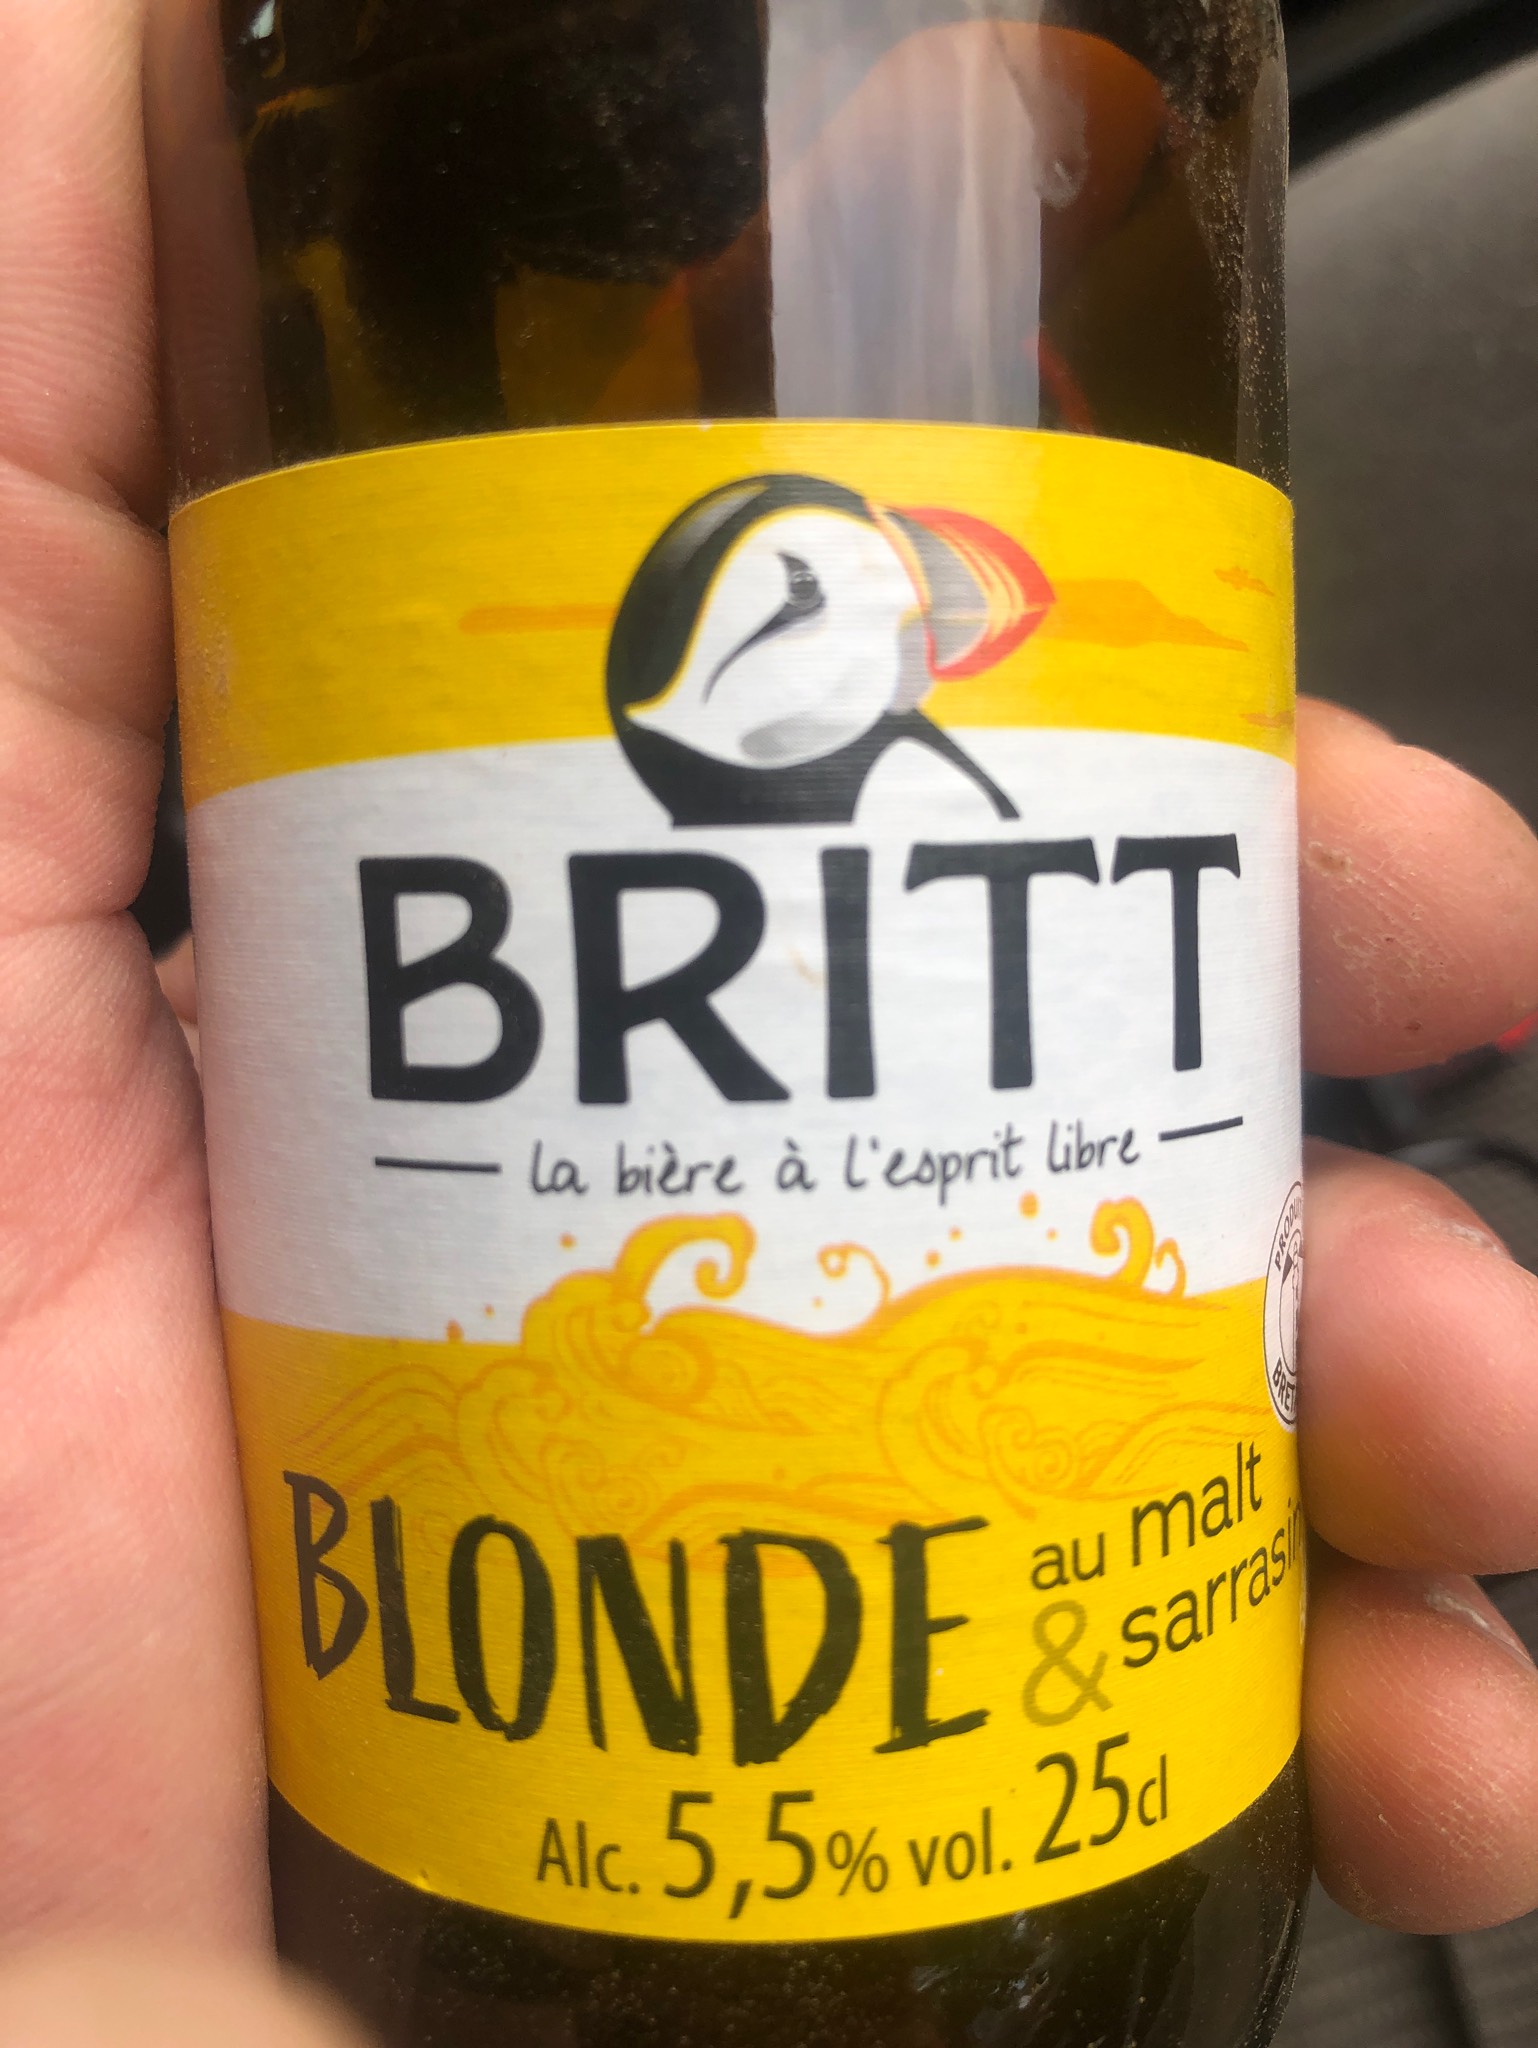 BRITT
la bière à l'esprit libre
BLONDE
au malt
& sarrasin
Alc. 5,5% vol. 25cl